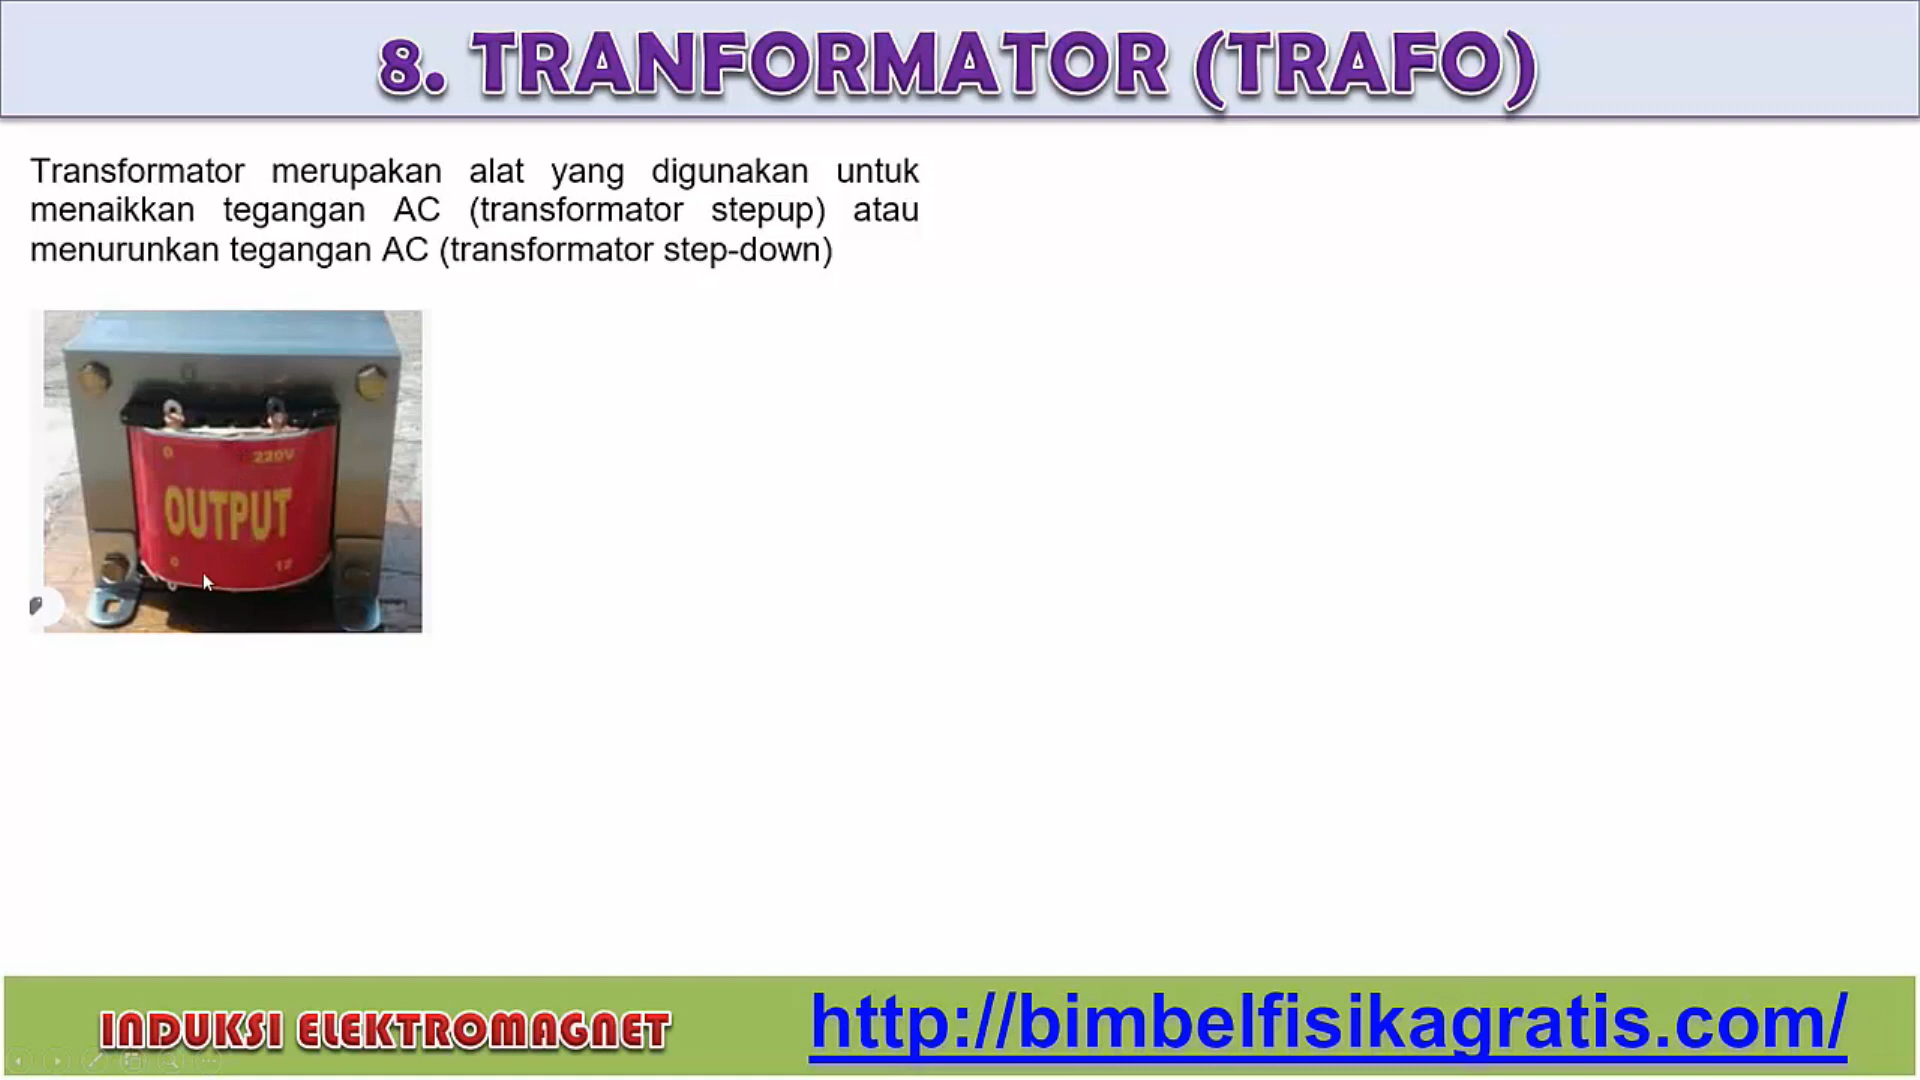 8. TRANFORMATOR (TRAFO)
Transformator merupakan alat yang digunakan untuk
menaikkan tegangan AC (transformator stepup) atau
menurunkan tegangan AC (transformator step-down)
0 220V
OUTPUT
0 12
INDUKSI ELEKTROMAGNET
http://bimbelfisikagratis.com/